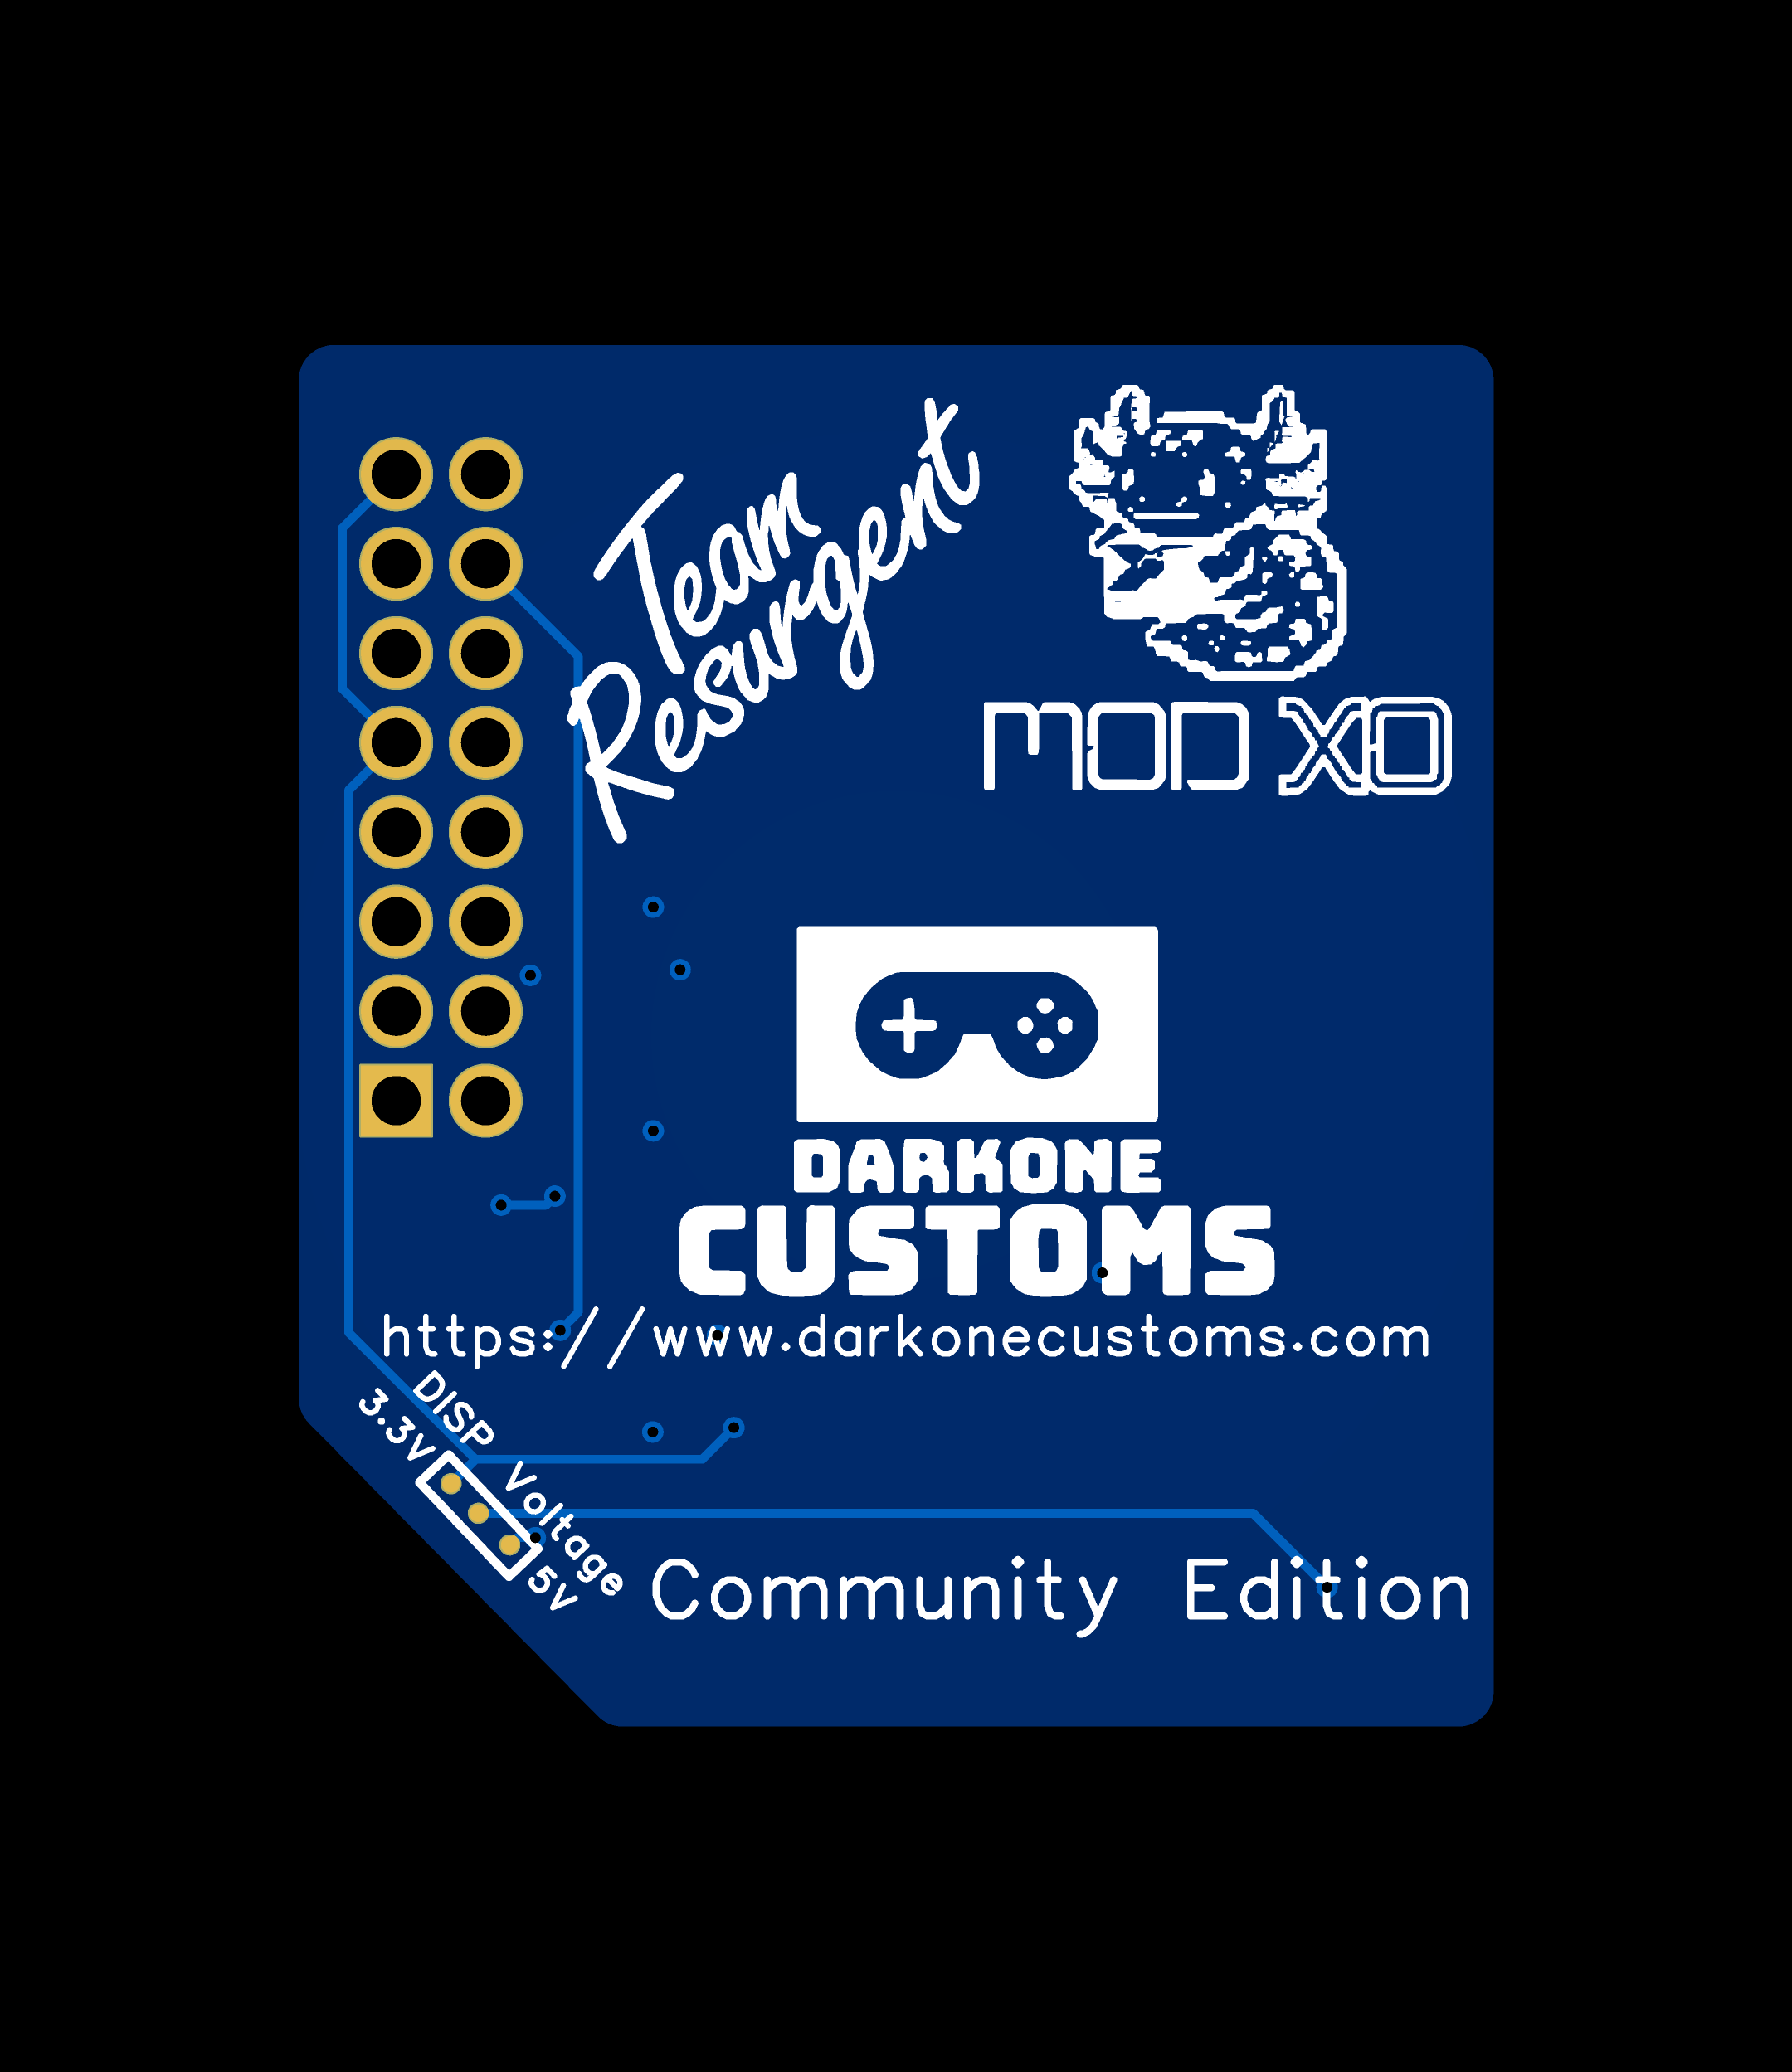 Team
Resurgent
MOD XO
DARKONE
CUSTOMS
https://www.darkonecustoms.com
DISP Voltage
3.3V
5V
Community Edition